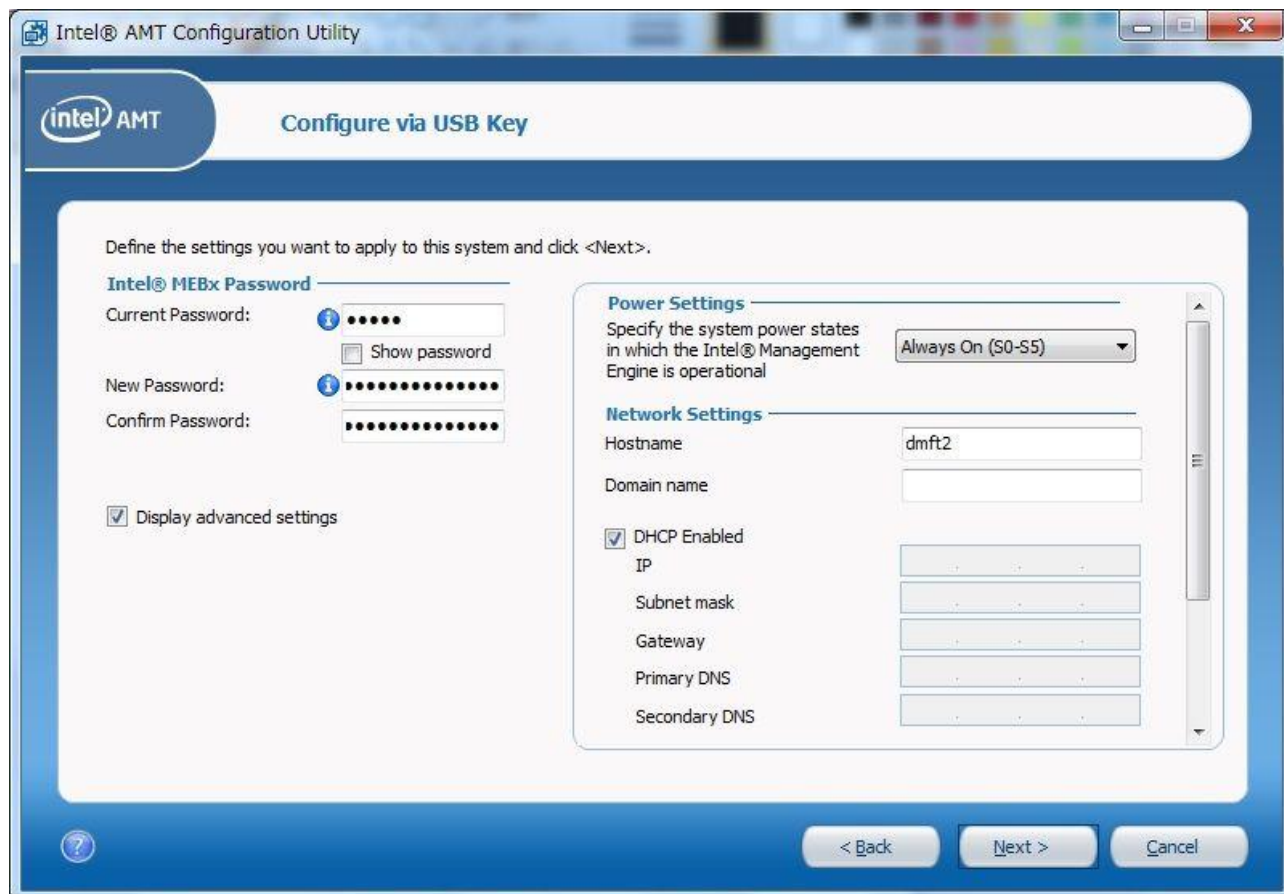 Intel® AMT Configuration Utility
intel® AMT
Configure via USB Key
Define the settings you want to apply to this system and click <Next>.
Intel® MEBx Password
Current Password:
•••••
Show password
New Password:
••••••••••••••
Confirm Password:
••••••••••••••
Display advanced settings
Power Settings
Specify the system power states
in which the Intel® Management
Engine is operational
Always On (S0-S5)
Network Settings
Hostname
dmft2
Domain name
DHCP Enabled
IP
Subnet mask
Gateway
Primary DNS
Secondary DNS
< Back
Next >
Cancel